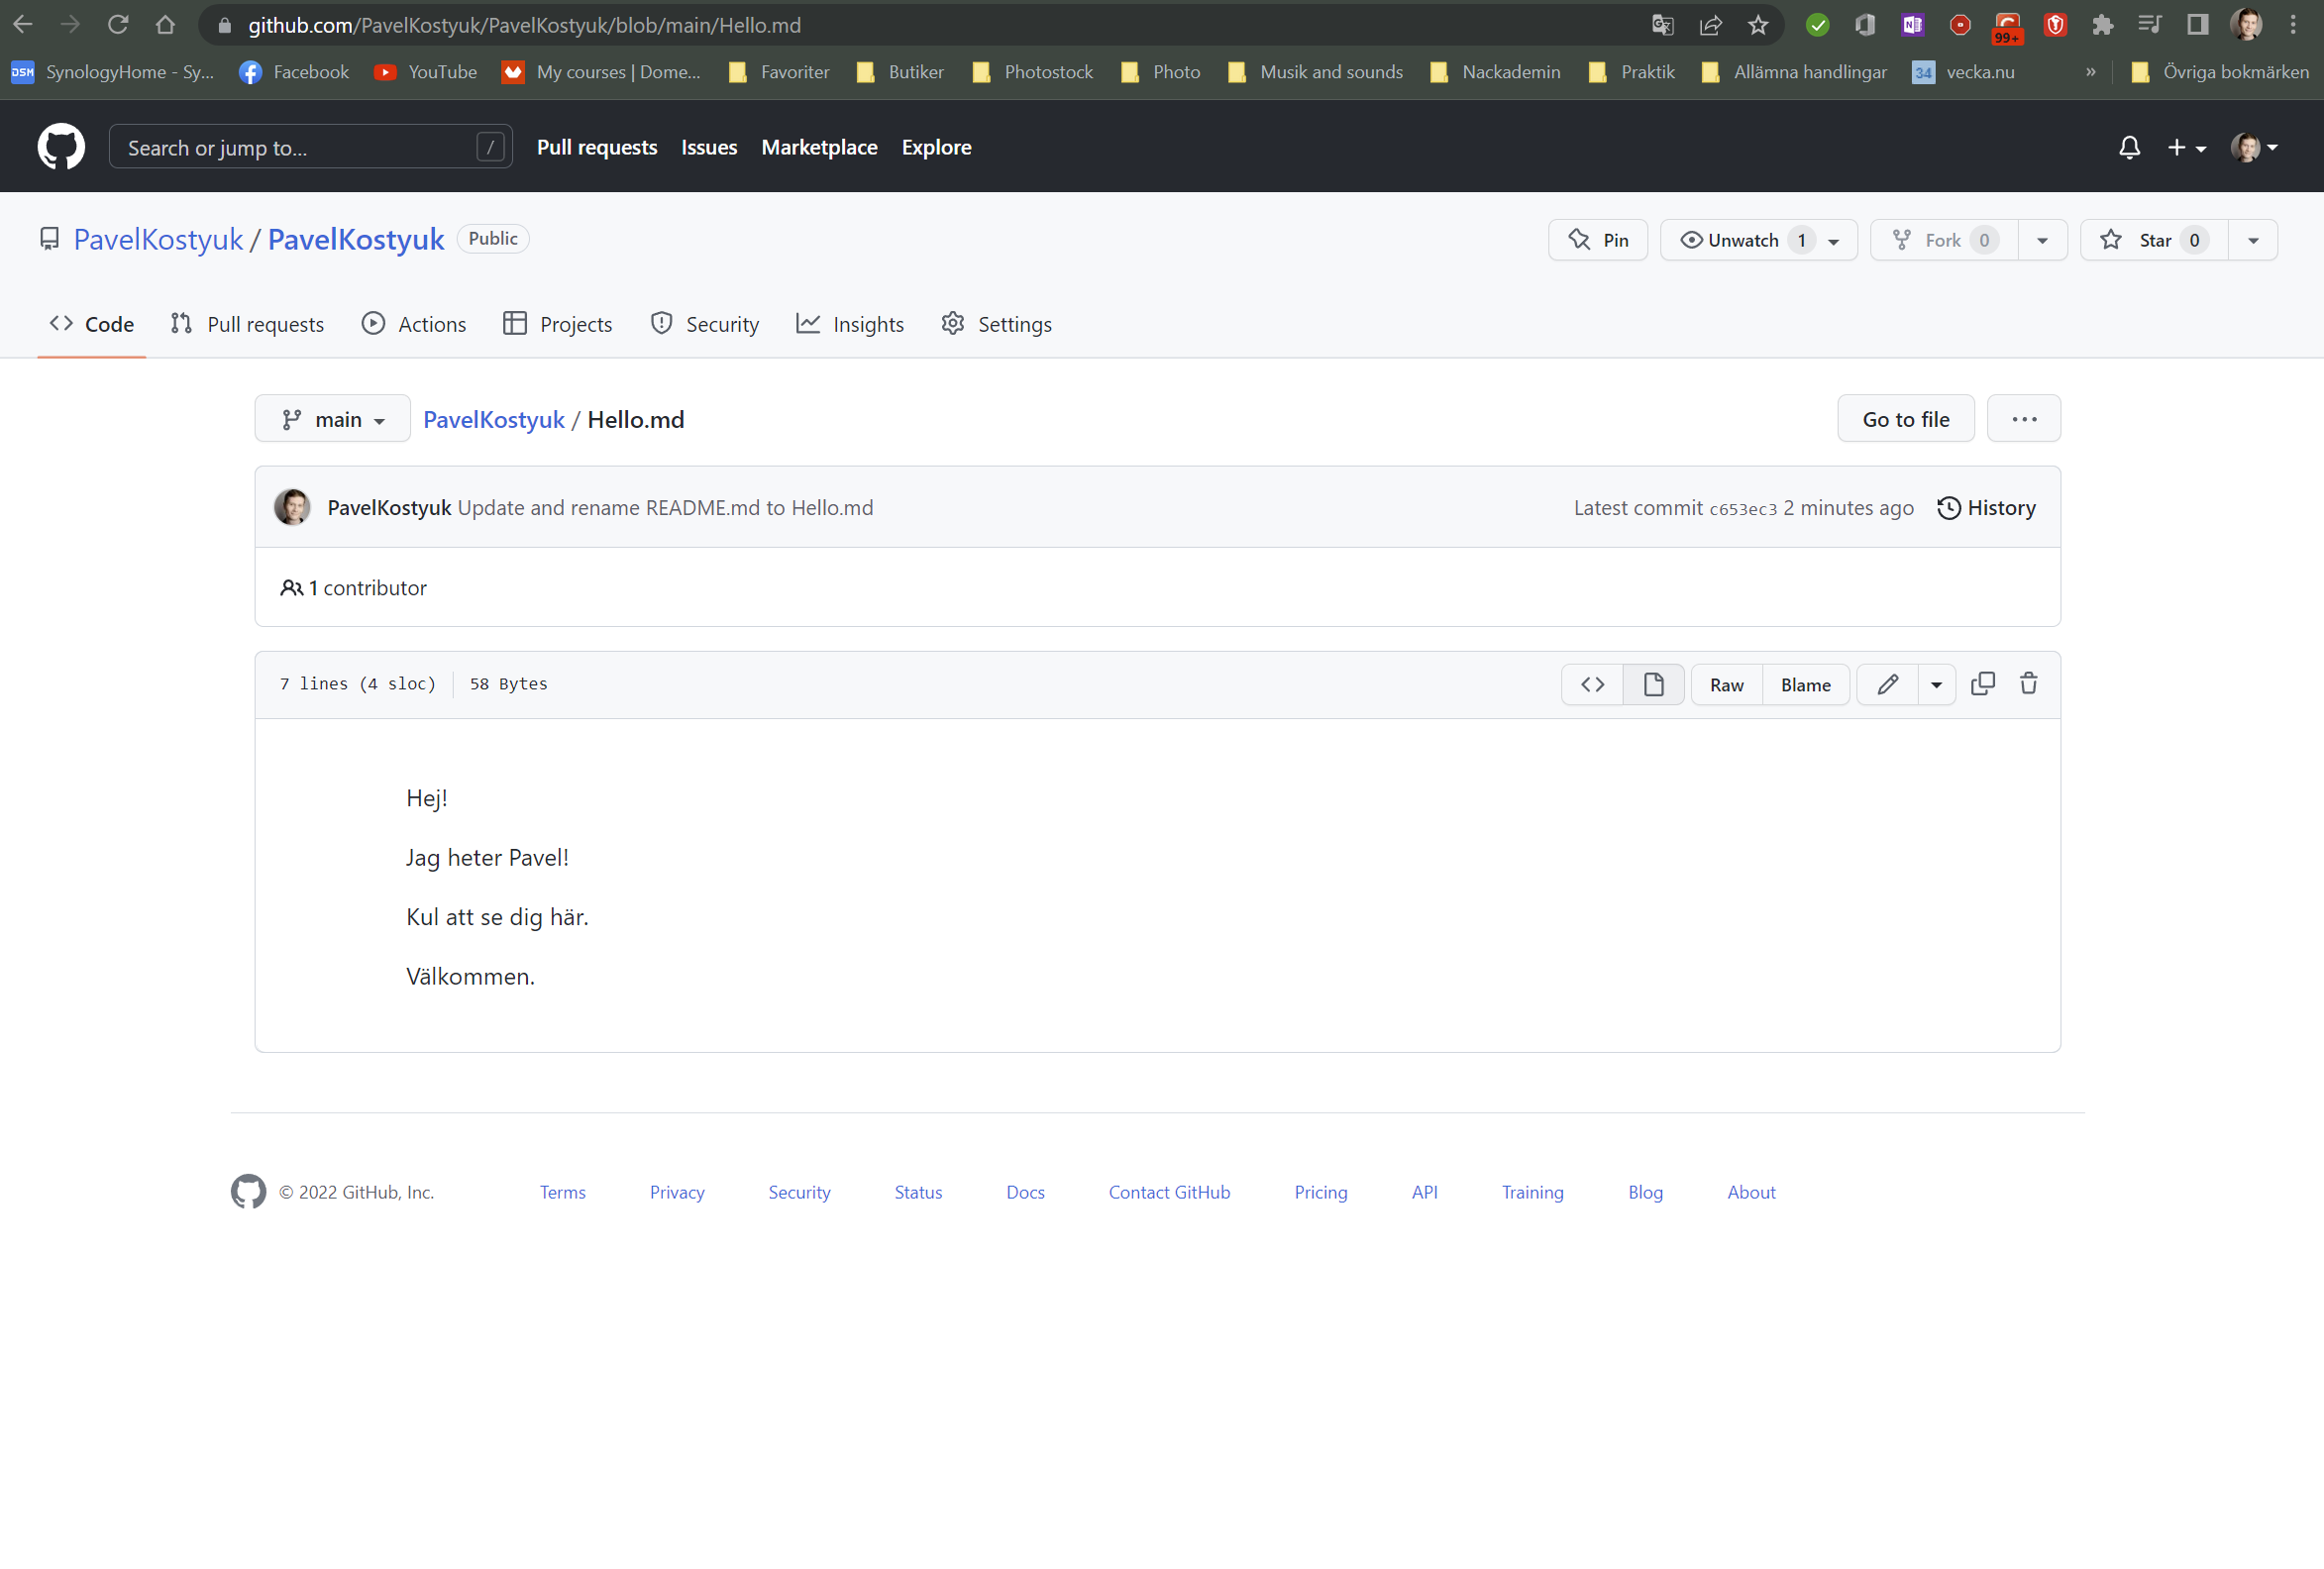 github.com/PavelKostyuk/PavelKostyuk/blob/main/Hello.md
99+
DSM SynologyHome - Sy... Facebook YouTube My courses | Dome... Favoriter Butiker Photostock Photo Musik and sounds Nackademin Praktik Allämna handlingar 34 vecka.nu » Övriga bokmärken
Search or jump to... / Pull requests Issues Marketplace Explore
PavelKostyuk / PavelKostyuk Public Pin Unwatch 1 Fork 0 Star 0
Code Pull requests Actions Projects Security Insights Settings
main PavelKostyuk / Hello.md Go to file ...
PavelKostyuk Update and rename README.md to Hello.md Latest commit c653ec3 2 minutes ago History
1 contributor
7 lines (4 sloc) 58 Bytes Raw Blame
Hej!
Jag heter Pavel!
Kul att se dig här.
Välkommen.
© 2022 GitHub, Inc. Terms Privacy Security Status Docs Contact GitHub Pricing API Training Blog About